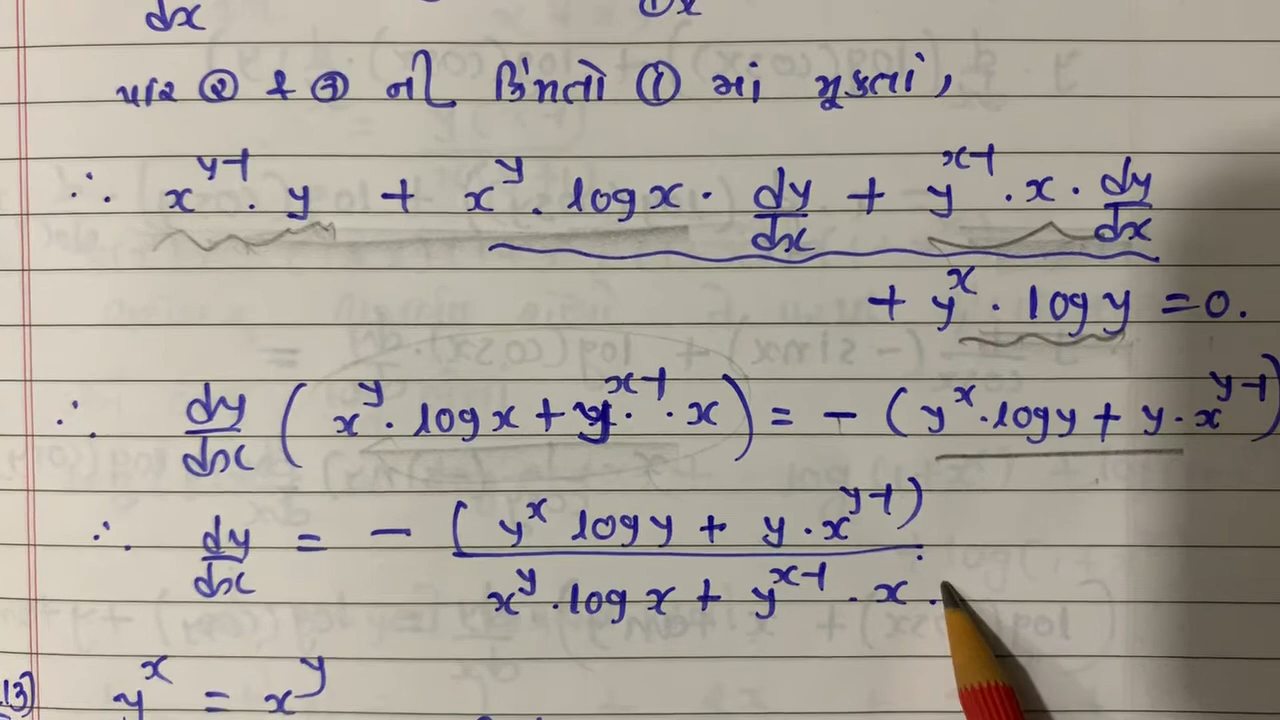 dx
પરિ ② & ③ ની કિંમતો ① માં મૂકતાં,
∴ x^{y-1} · y + x^y · log x · dy/dx + y^{x-1} · x · dy/dx
+ y^x · log y = 0.
∴ dy/dx ( x^y · log x + y^{x-1} · x ) = - ( y^x · log y + y · x^{y-1} )
∴ dy/dx = - ( y^x log y + y · x^{y-1} ) / x^y · log x + y^{x-1} · x .
13) y^x = x^y